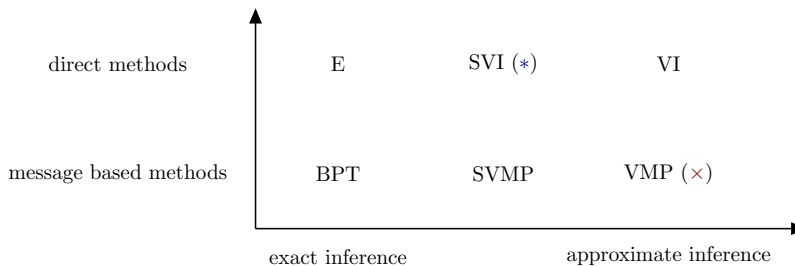 direct methods E SVI (*) VI
message based methods BPT SVMP VMP (×)
exact inference approximate inference